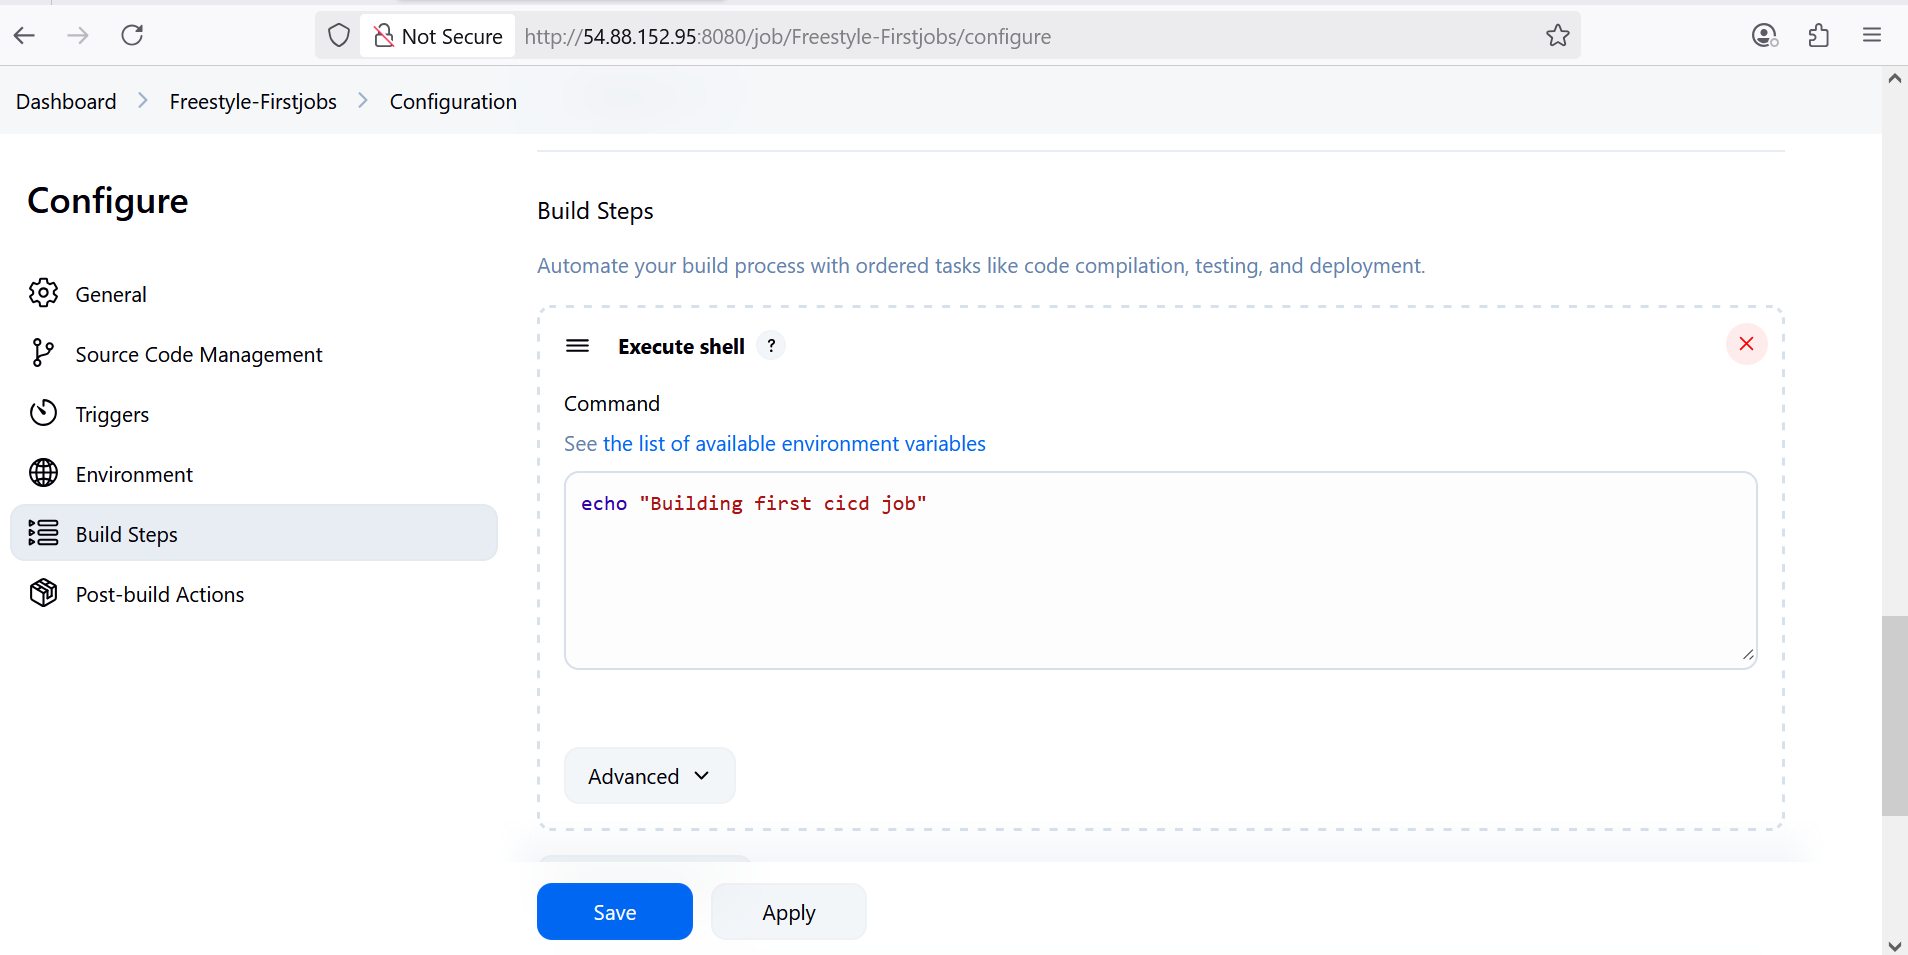 Not Secure http://54.88.152.95:8080/job/Freestyle-Firstjobs/configure
Dashboard Freestyle-Firstjobs Configuration
Configure
General
Source Code Management
Triggers
Environment
Build Steps
Post-build Actions
Build Steps
Automate your build process with ordered tasks like code compilation, testing, and deployment.
Execute shell ?
Command
See the list of available environment variables
echo "Building first cicd job"
Advanced
Save Apply